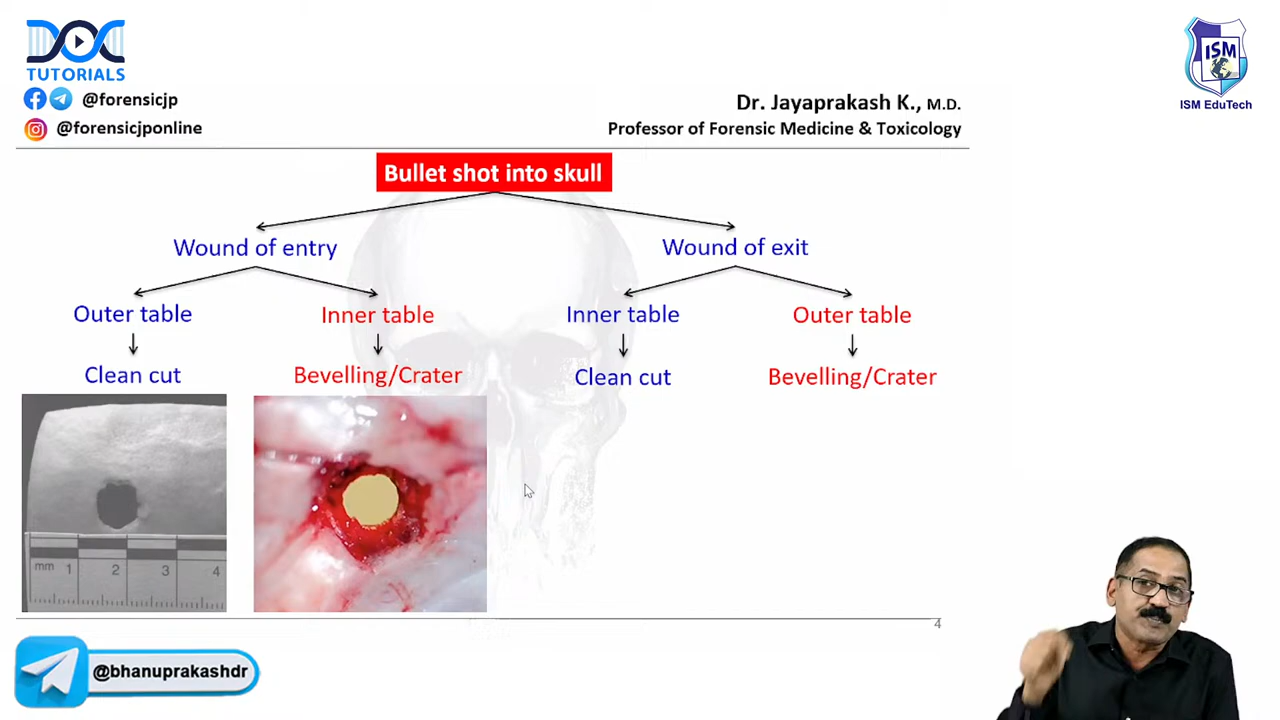 DOC
TUTORIALS
@forensicjp
@forensicjponline
ISM
ISM EduTech
Dr. Jayaprakash K., M.D.
Professor of Forensic Medicine & Toxicology
Bullet shot into skull
Wound of entry
Wound of exit
Outer table
Inner table
Inner table
Outer table
Clean cut
Bevelling/Crater
Clean cut
Bevelling/Crater
mm 1 2 3 4
4
@bhanuprakashdr